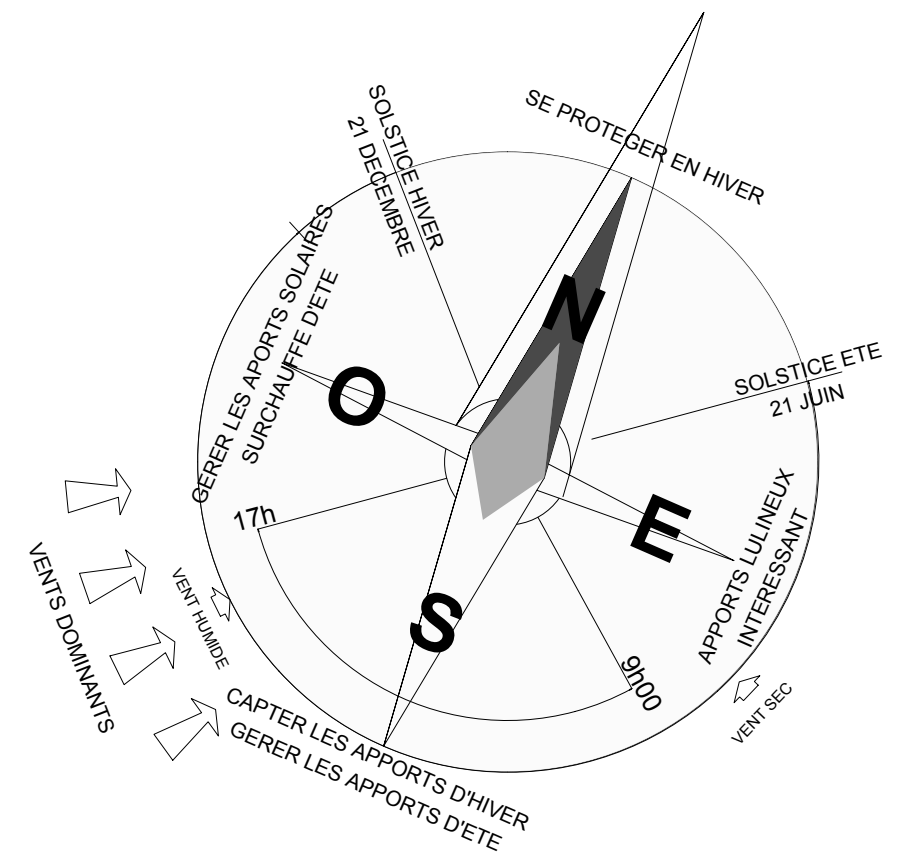 SE PROTEGER EN HIVER
SOLSTICE HIVER
21 DECEMBRE
GERER LES APORTS SOLAIRES
SURCHAUFFE D'ETE
N
O
SOLSTICE ETE
21 JUIN
17h
E
APPORTS LULINEUX
INTERESSANT
VENTS DOMINANTS
VENT HUMIDE
S
9h00
VENT SEC
CAPTER LES APPORTS D'HIVER
GERER LES APPORTS D'ETE